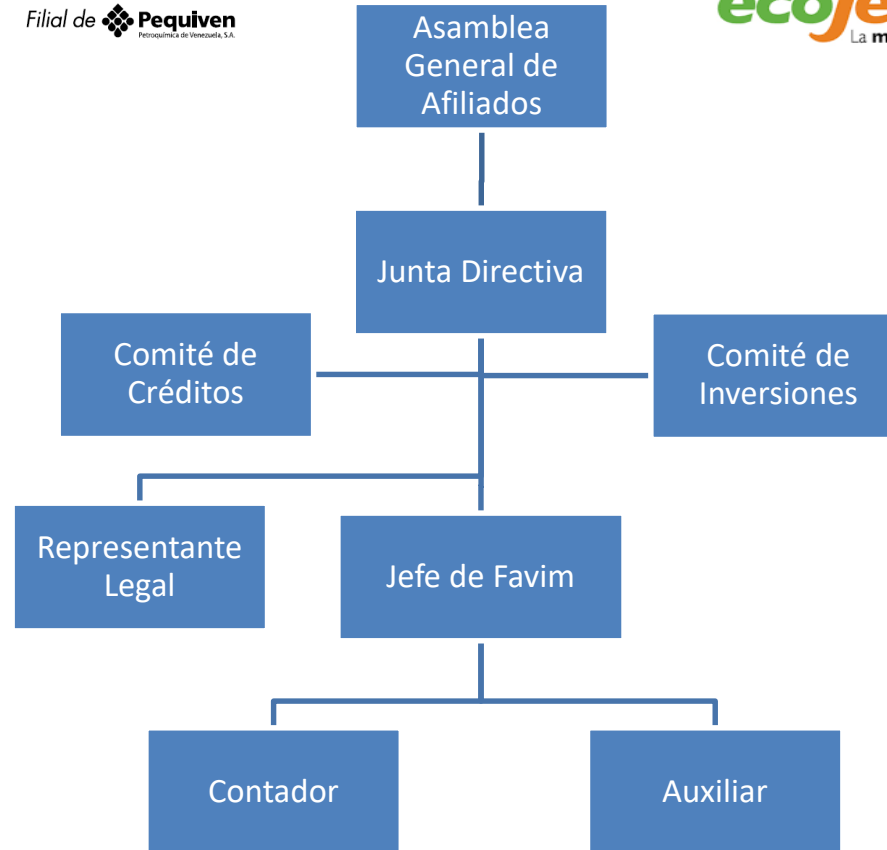 Filial de Pequiven
Petroquímica de Venezuela, S.A.
La m
Asamblea
General de
Afiliados
Junta Directiva
Comité de
Créditos
Comité de
Inversiones
Representante
Legal
Jefe de Favim
Contador
Auxiliar